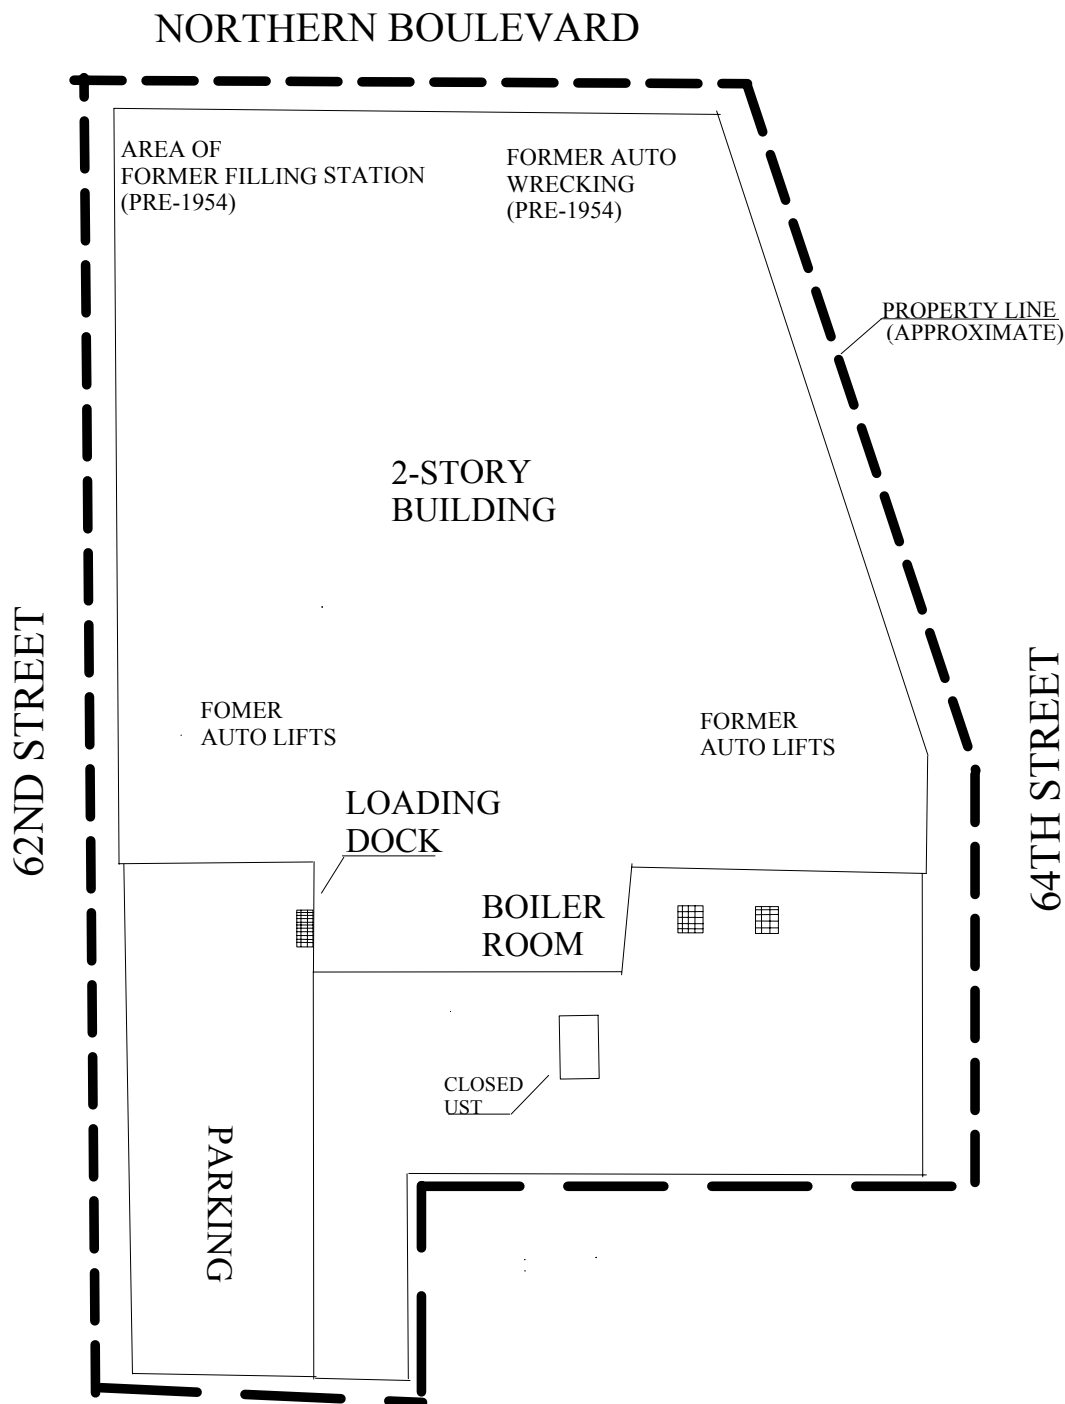 NORTHERN BOULEVARD
AREA OF
FORMER FILLING STATION
(PRE-1954)
FORMER AUTO
WRECKING
(PRE-1954)
PROPERTY LINE
(APPROXIMATE)
2-STORY
BUILDING
62ND STREET
64TH STREET
FOMER
AUTO LIFTS
FORMER
AUTO LIFTS
LOADING
DOCK
BOILER
ROOM
CLOSED
UST
PARKING